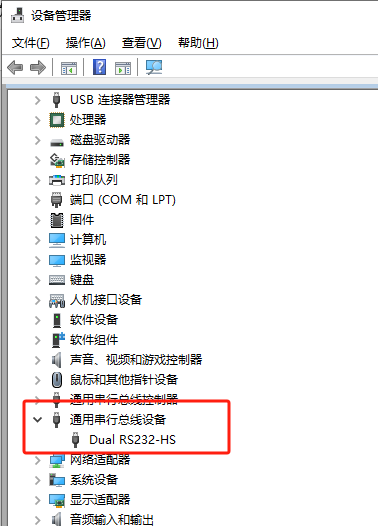 设备管理器
文件(F) 操作(A) 查看(V) 帮助(H)
USB 连接器管理器
处理器
磁盘驱动器
存储控制器
打印队列
端口 (COM 和 LPT)
固件
计算机
监视器
键盘
人机接口设备
软件设备
软件组件
声音、视频和游戏控制器
鼠标和其他指针设备
通用串行总线控制器
通用串行总线设备
Dual RS232-HS
网络适配器
系统设备
显示适配器
音频输入和输出